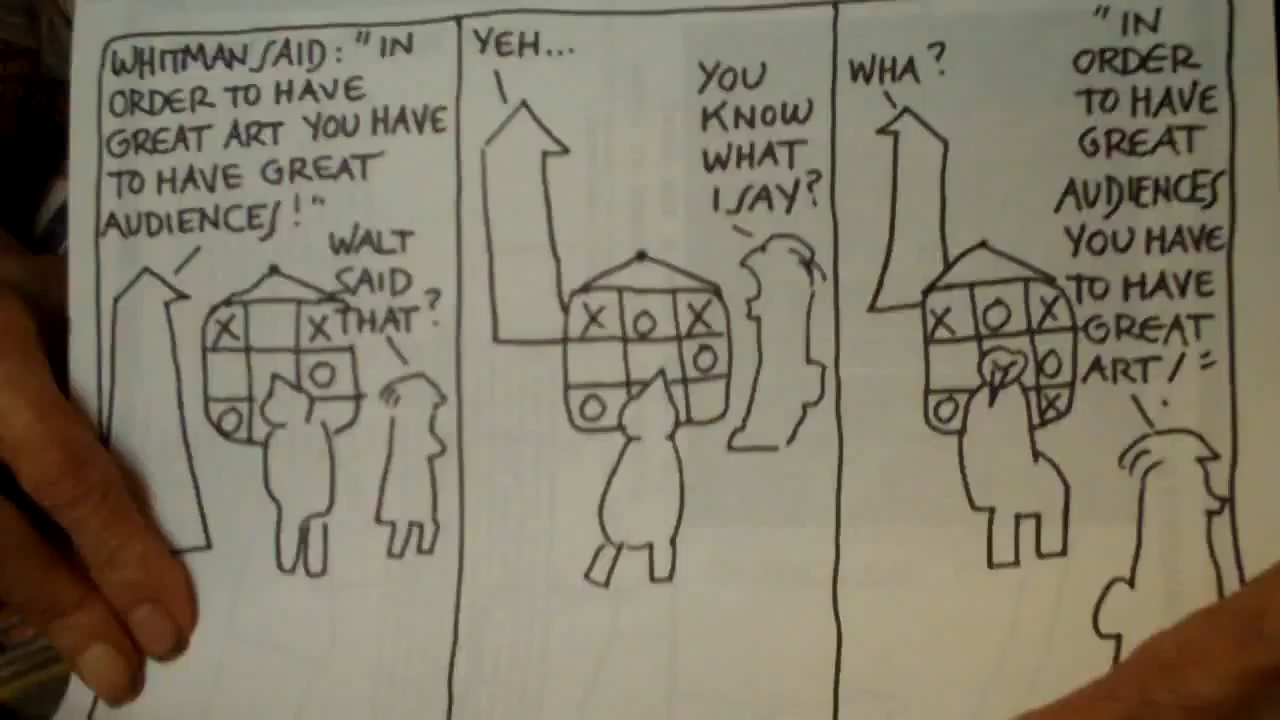 WHITMAN SAID: "IN
ORDER TO HAVE
GREAT ART YOU HAVE
TO HAVE GREAT
AUDIENCES!"
WALT
SAID
THAT?
X X
O
O
YEH...
YOU
KNOW
WHAT
I SAY?
X O X
O
O
WHA?
"IN
ORDER
TO HAVE
GREAT
AUDIENCES
YOU HAVE
TO HAVE
GREAT
ART!"
X O X
O
O X